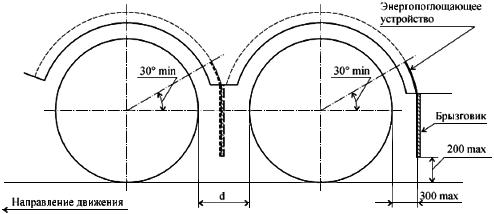 Энергопоглощающее
устройство
30° min
30° min
Брызговик
200 max
Направление движения
d
300 max